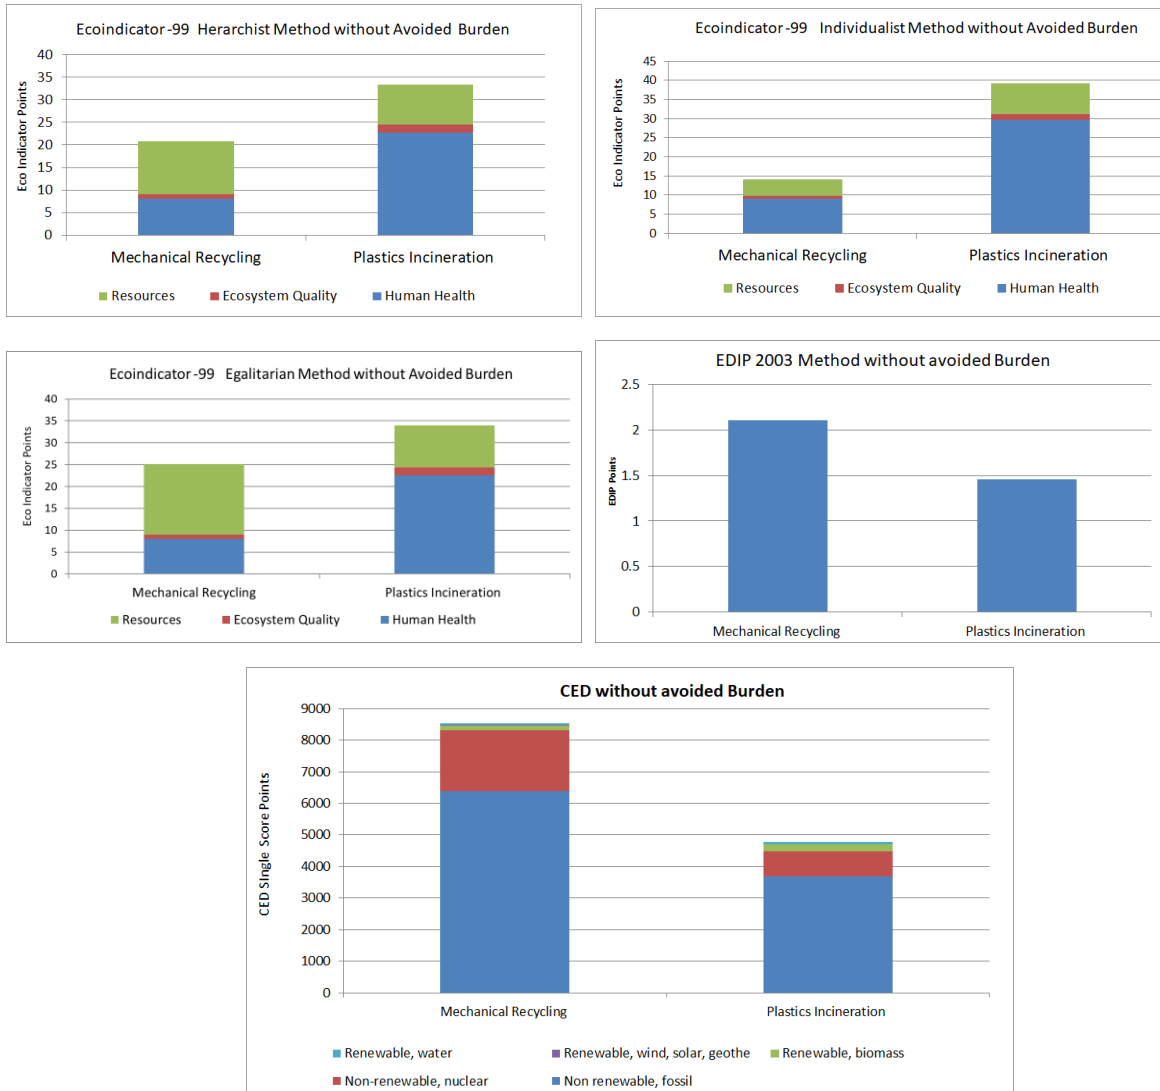 Ecoindicator-99 Herarchist Method without Avoided Burden
Eco Indicator Points
40
35
30
25
20
15
10
5
0
Mechanical Recycling Plastics Incineration
Resources Ecosystem Quality Human Health
Ecoindicator-99 Individualist Method without Avoided Burden
Eco Indicator Points
45
40
35
30
25
20
15
10
5
0
Mechanical Recycling Plastics Incineration
Resources Ecosystem Quality Human Health
Ecoindicator-99 Egalitarian Method without Avoided Burden
Eco Indicator Points
40
35
30
25
20
15
10
5
0
Mechanical Recycling Plastics Incineration
Resources Ecosystem Quality Human Health
EDIP 2003 Method without avoided Burden
EDIP Points
2.5
2
1.5
1
0.5
0
Mechanical Recycling Plastics Incineration
CED without avoided Burden
CED SIngle Score Points
9000
8000
7000
6000
5000
4000
3000
2000
1000
0
Mechanical Recycling Plastics Incineration
Renewable, water Renewable, wind, solar, geothe Renewable, biomass
Non-renewable, nuclear Non renewable, fossil